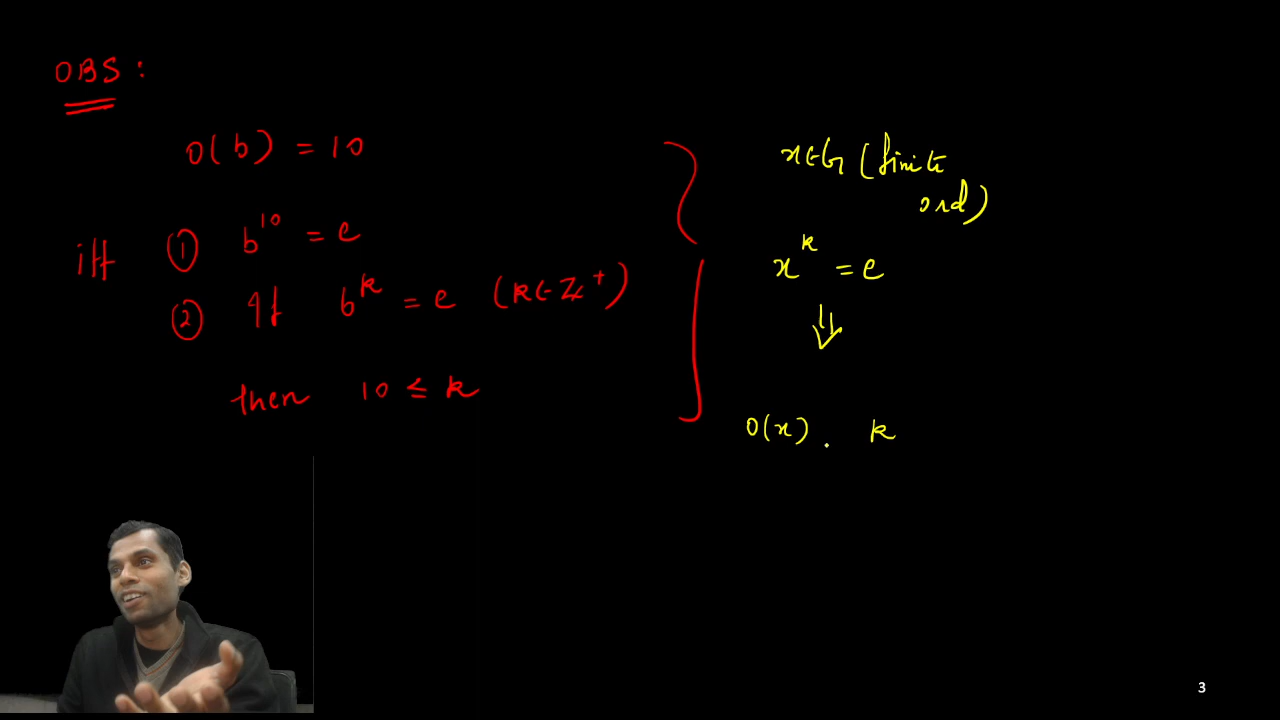 OBS :
o(b) = 10
iff ① b^10 = e
② If b^k = e (k ∈ Z^+)
then 10 ≤ k
x ∈ G (finite
ord)
x^k = e
⇓
o(x) . k
3